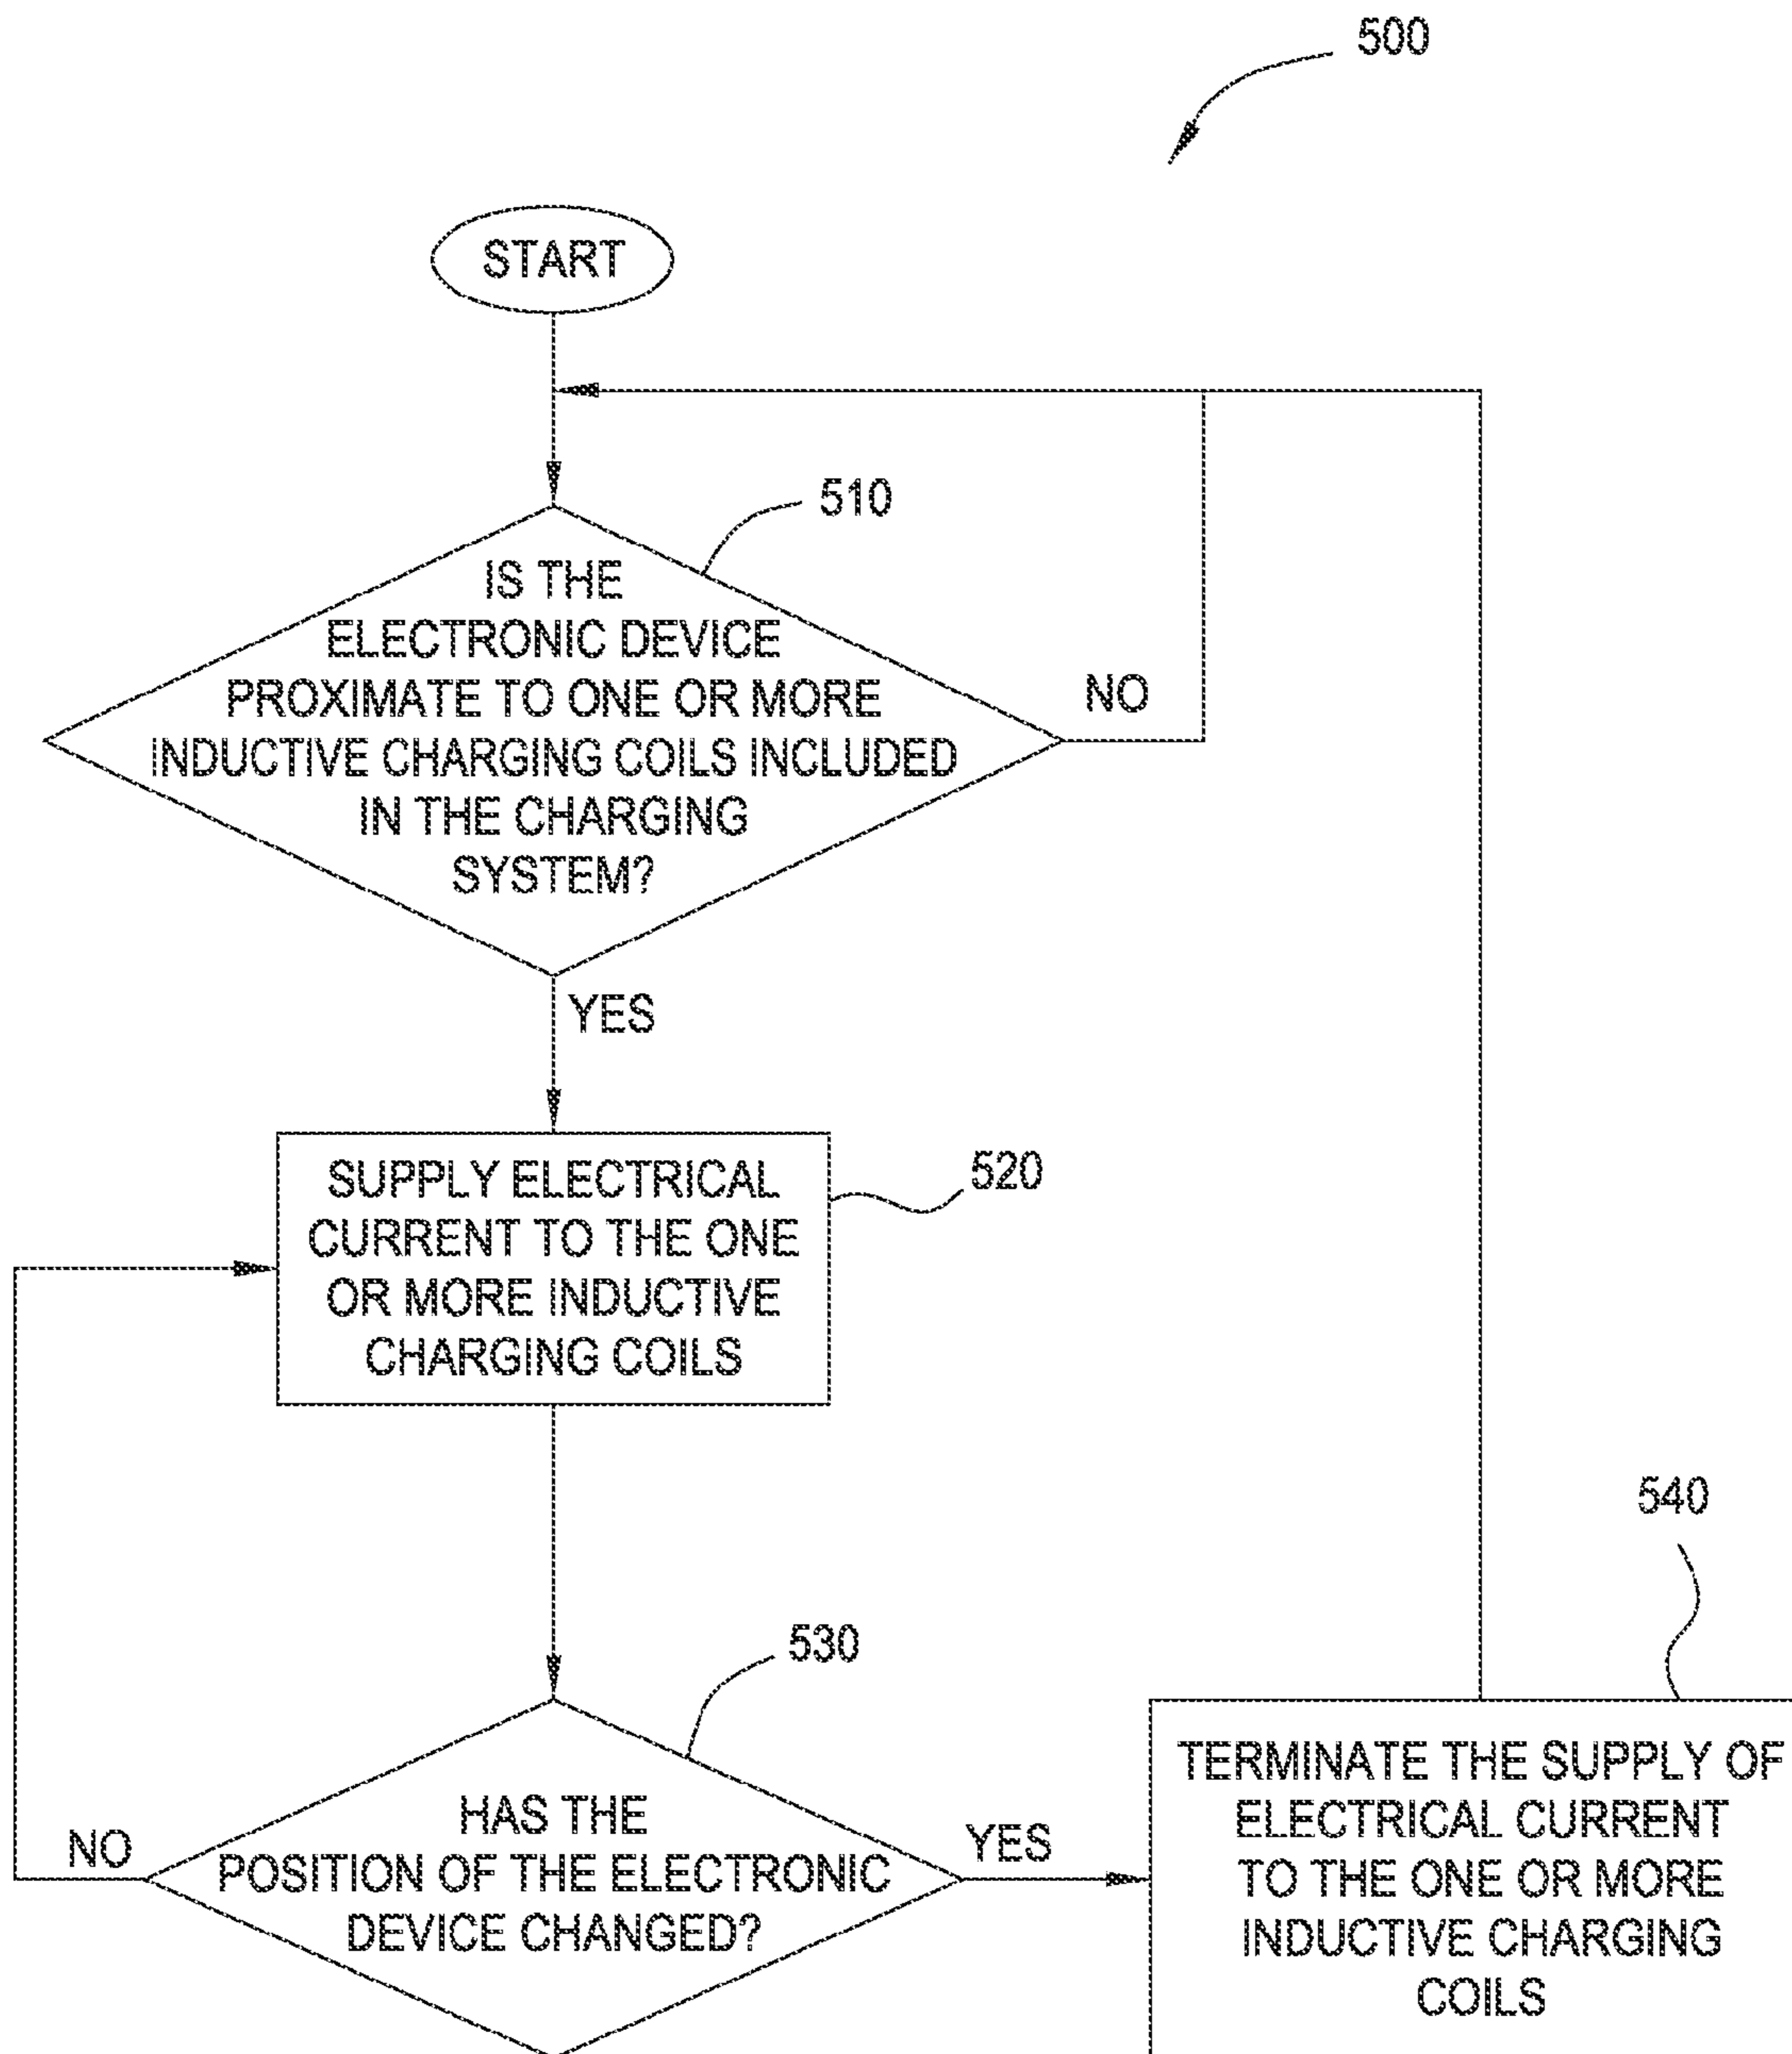 500
START
510
IS THE
ELECTRONIC DEVICE
PROXIMATE TO ONE OR MORE
INDUCTIVE CHARGING COILS INCLUDED
IN THE CHARGING
SYSTEM?
NO
YES
520
SUPPLY ELECTRICAL
CURRENT TO THE ONE
OR MORE INDUCTIVE
CHARGING COILS
530
HAS THE
POSITION OF THE ELECTRONIC
DEVICE CHANGED?
NO
YES
540
TERMINATE THE SUPPLY OF
ELECTRICAL CURRENT
TO THE ONE OR MORE
INDUCTIVE CHARGING
COILS